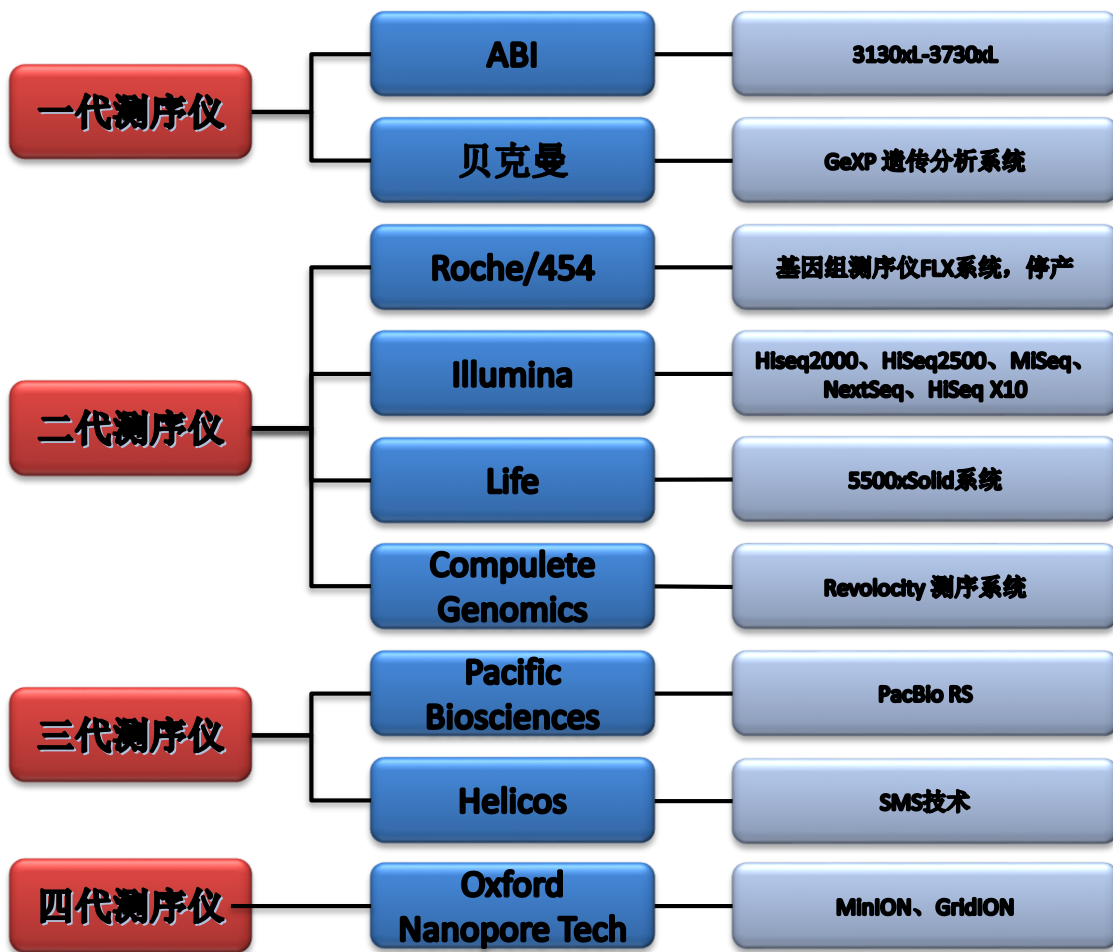 一代测序仪
ABI
3130xL-3730xL
贝克曼
GeXP 遗传分析系统
二代测序仪
Roche/454
基因组测序仪FLX系统，停产
Illumina
Hiseq2000、HiSeq2500、MiSeq、
NextSeq、HiSeq X10
Life
5500xSolid系统
Compulete
Genomics
Revolocity 测序系统
三代测序仪
Pacific
Biosciences
PacBio RS
Helicos
SMS技术
四代测序仪
Oxford
Nanopore Tech
MiniON、GridION